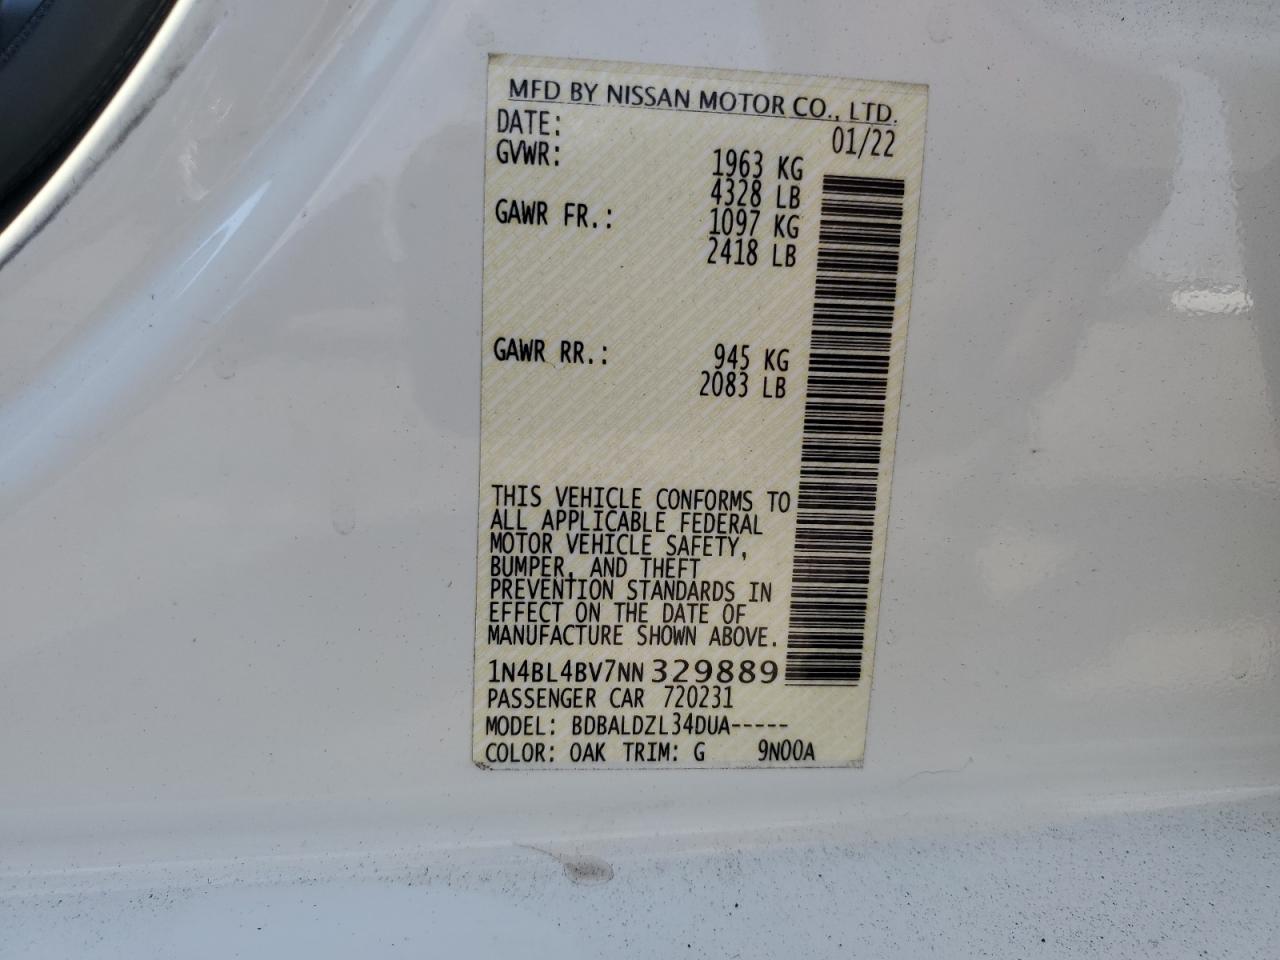 MFD BY NISSAN MOTOR CO., LTD.
DATE: 01/22
GVWR: 1963 KG
4328 LB
GAWR FR.: 1097 KG
2418 LB
GAWR RR.: 945 KG
2083 LB
THIS VEHICLE CONFORMS TO
ALL APPLICABLE FEDERAL
MOTOR VEHICLE SAFETY,
BUMPER, AND THEFT
PREVENTION STANDARDS IN
EFFECT ON THE DATE OF
MANUFACTURE SHOWN ABOVE.
1N4BL4BV7NN329889
PASSENGER CAR 720231
MODEL: BDBALDZL34DUA-----
COLOR: QAK TRIM: G 9N00A